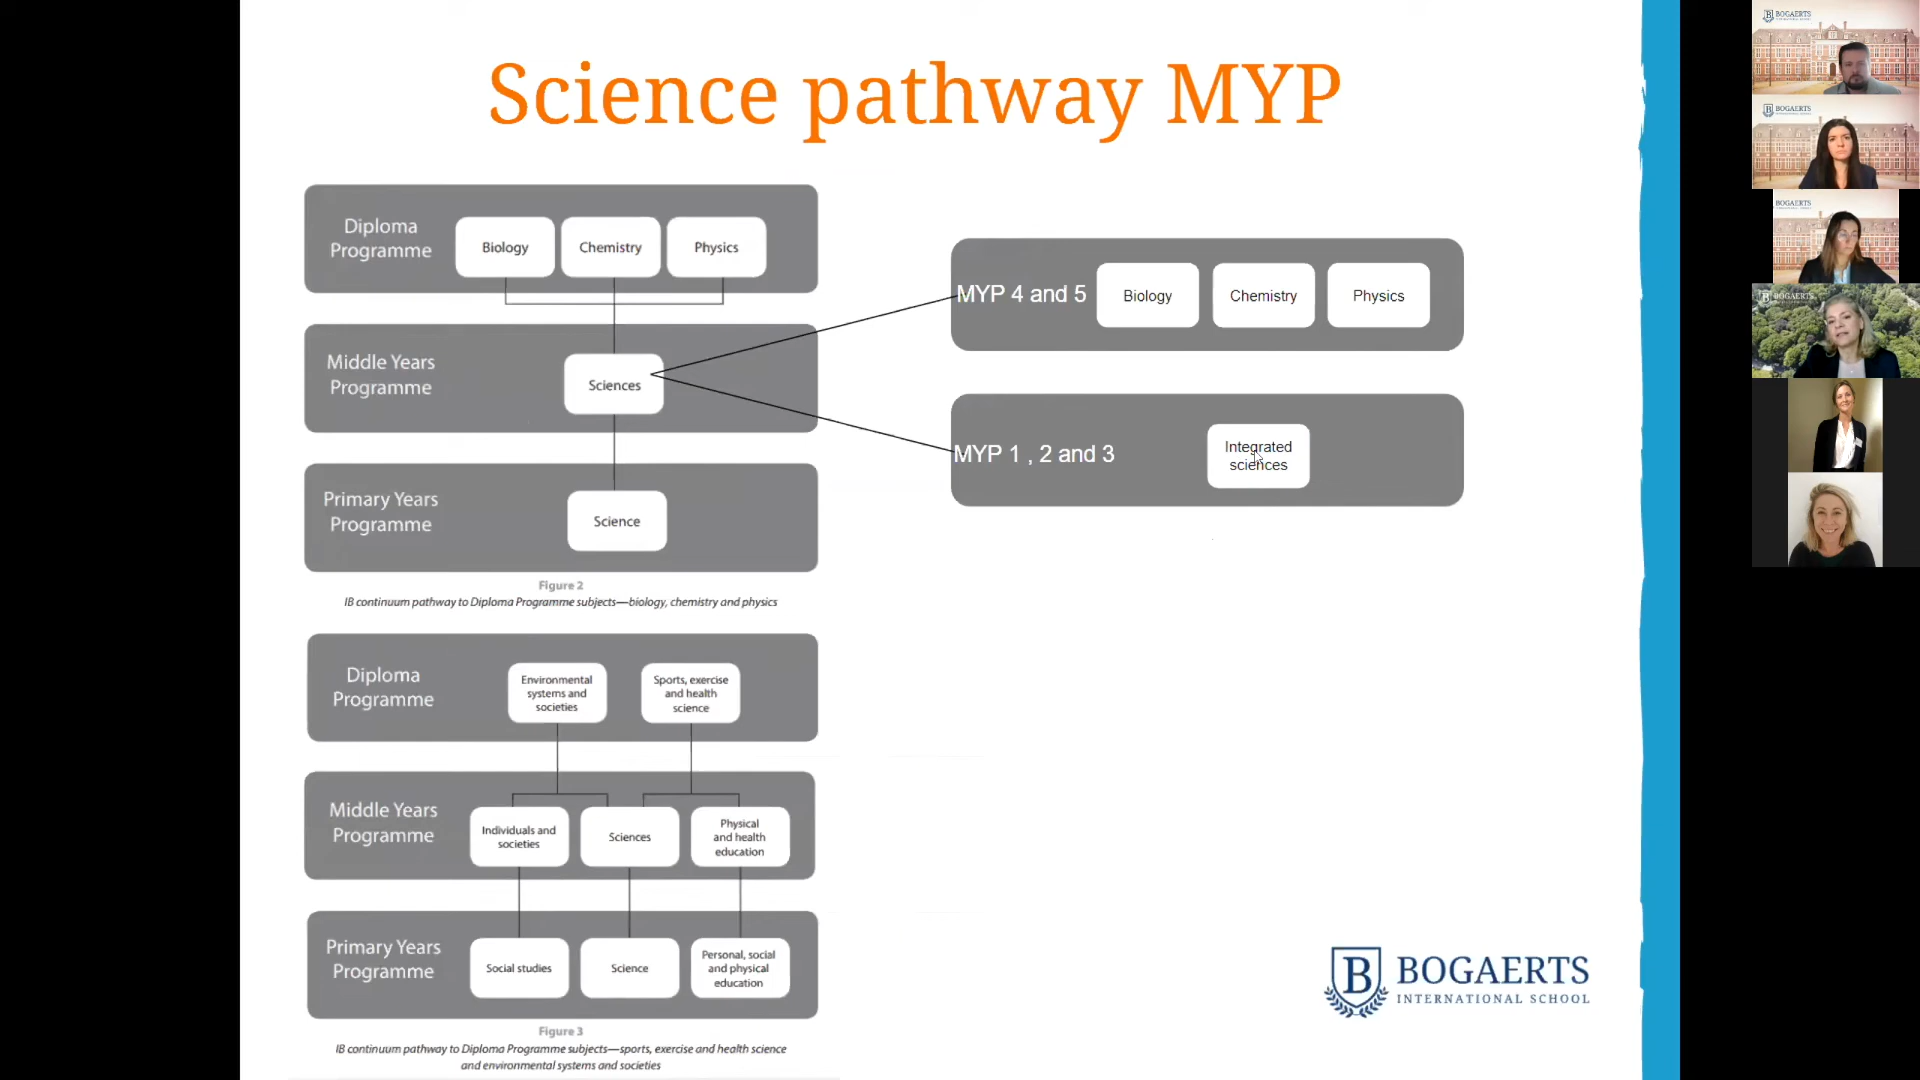 Science pathway MYP
Diploma
Programme
Biology
Chemistry
Physics
Middle Years
Programme
Sciences
Primary Years
Programme
Science
Figure 2
IB continuum pathway to Diploma Programme subjects—biology, chemistry and physics
MYP 4 and 5
Biology
Chemistry
Physics
MYP 1 , 2 and 3
Integrated
sciences
Diploma
Programme
Environmental
systems and
societies
Sports, exercise
and health
science
Middle Years
Programme
Individuals and
societies
Sciences
Physical
and health
education
Primary Years
Programme
Social studies
Science
Personal, social
and physical
education
Figure 3
IB continuum pathway to Diploma Programme subjects—sports, exercise and health science
and environmental systems and societies
B
BOGAERTS
INTERNATIONAL SCHOOL
BOGAERTS
BOGAERTS
BOGAERTS
BOGAERTS